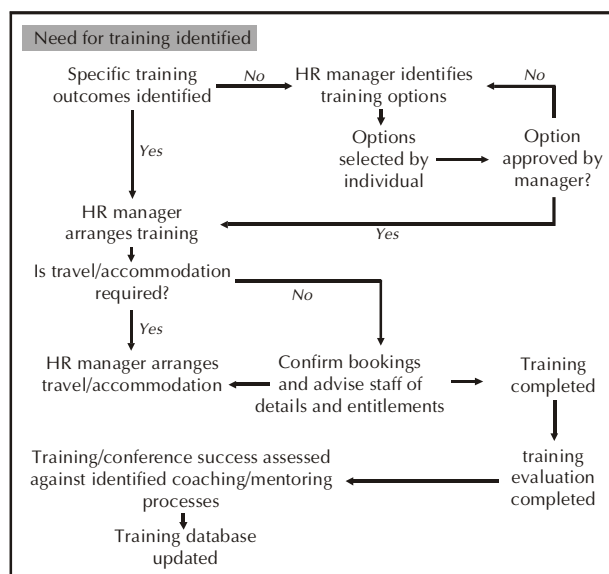 Need for training identified
Specific training
outcomes identified
No
HR manager identifies
training options
No
Yes
Options
selected by
individual
Option
approved by
manager?
HR manager
arranges training
Yes
Is travel/accommodation
required?
No
Yes
HR manager arranges
travel/accommodation
Confirm bookings
and advise staff of
details and entitlements
Training
completed
training
evaluation
completed
Training/conference success assessed
against identified coaching/mentoring
processes
Training database
updated